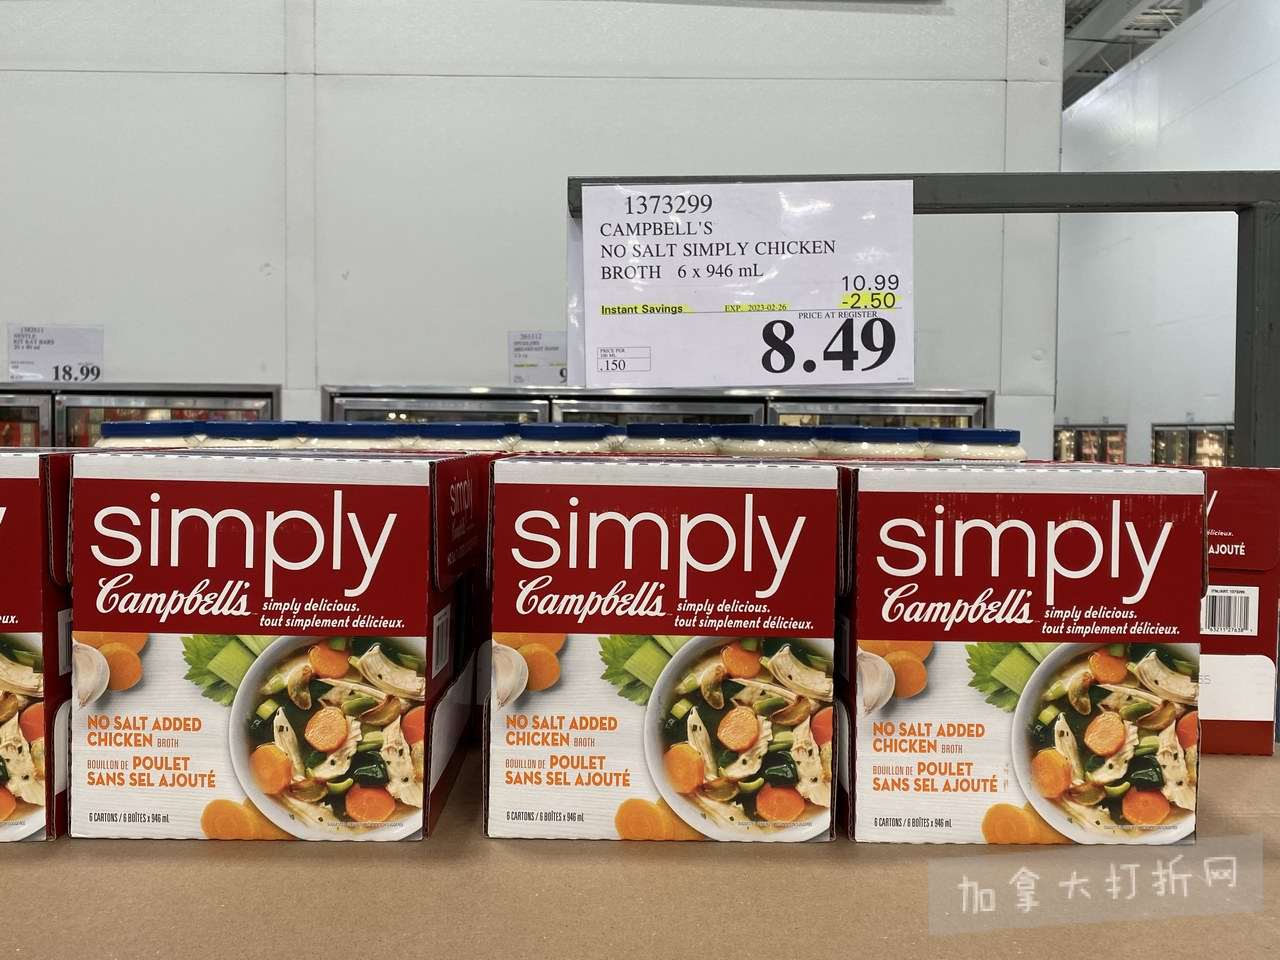 1373299
CAMPBELL'S
NO SALT SIMPLY CHICKEN
BROTH 6 x 946 mL
10.99
Instant Savings EXP. 2023-02-26 -2.50
PRICE AT REGISTER
8.49
PRICE PER
100 ML
.150
18.99
simply
Campbell's
simply delicious.
tout simplement délicieux.
NO SALT ADDED
CHICKEN BROTH
BOUILLON DE POULET
SANS SEL AJOUTÉ
6 CARTONS / 6 BOÎTES x 946 mL
simply
Campbell's
simply delicious.
tout simplement délicieux.
NO SALT ADDED
CHICKEN BROTH
BOUILLON DE POULET
SANS SEL AJOUTÉ
6 CARTONS / 6 BOÎTES x 946 mL
simply
Campbell's
simply delicious.
tout simplement délicieux.
NO SALT ADDED
CHICKEN BROTH
BOUILLON DE POULET
SANS SEL AJOUTÉ
6 CARTONS / 6 BOÎTES x 946 mL
AJOUTÉ
加拿大打折网